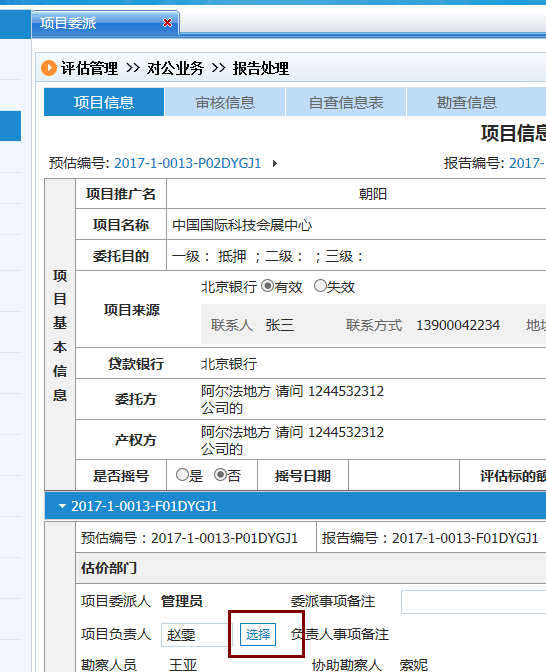 项目委派
评估管理 >> 对公业务 >> 报告处理
项目信息 审核信息 自查信息表 勘查信息
项目信息
预估编号: 2017-1-0013-P02DYGJ1 报告编号: 2017-
项目基本信息
项目推广名 朝阳
项目名称 中国国际科技会展中心
委托目的 一级： 抵押 ；二级： ；三级：
项目来源 北京银行 有效 失效
联系人 张三 联系方式 13900042234 地址
贷款银行 北京银行
委托方 阿尔法地方 请问 1244532312
公司的
产权方 阿尔法地方 请问 1244532312
公司的
是否摇号 是 否 摇号日期 评估标的额
2017-1-0013-F01DYGJ1
预估编号：2017-1-0013-P01DYGJ1 报告编号：2017-1-0013-F01DYGJ1
估价部门
项目委派人 管理员 委派事项备注
项目负责人 赵雯 选择 负责人事项备注
勘察人员 王亚 协助勘察人 索妮